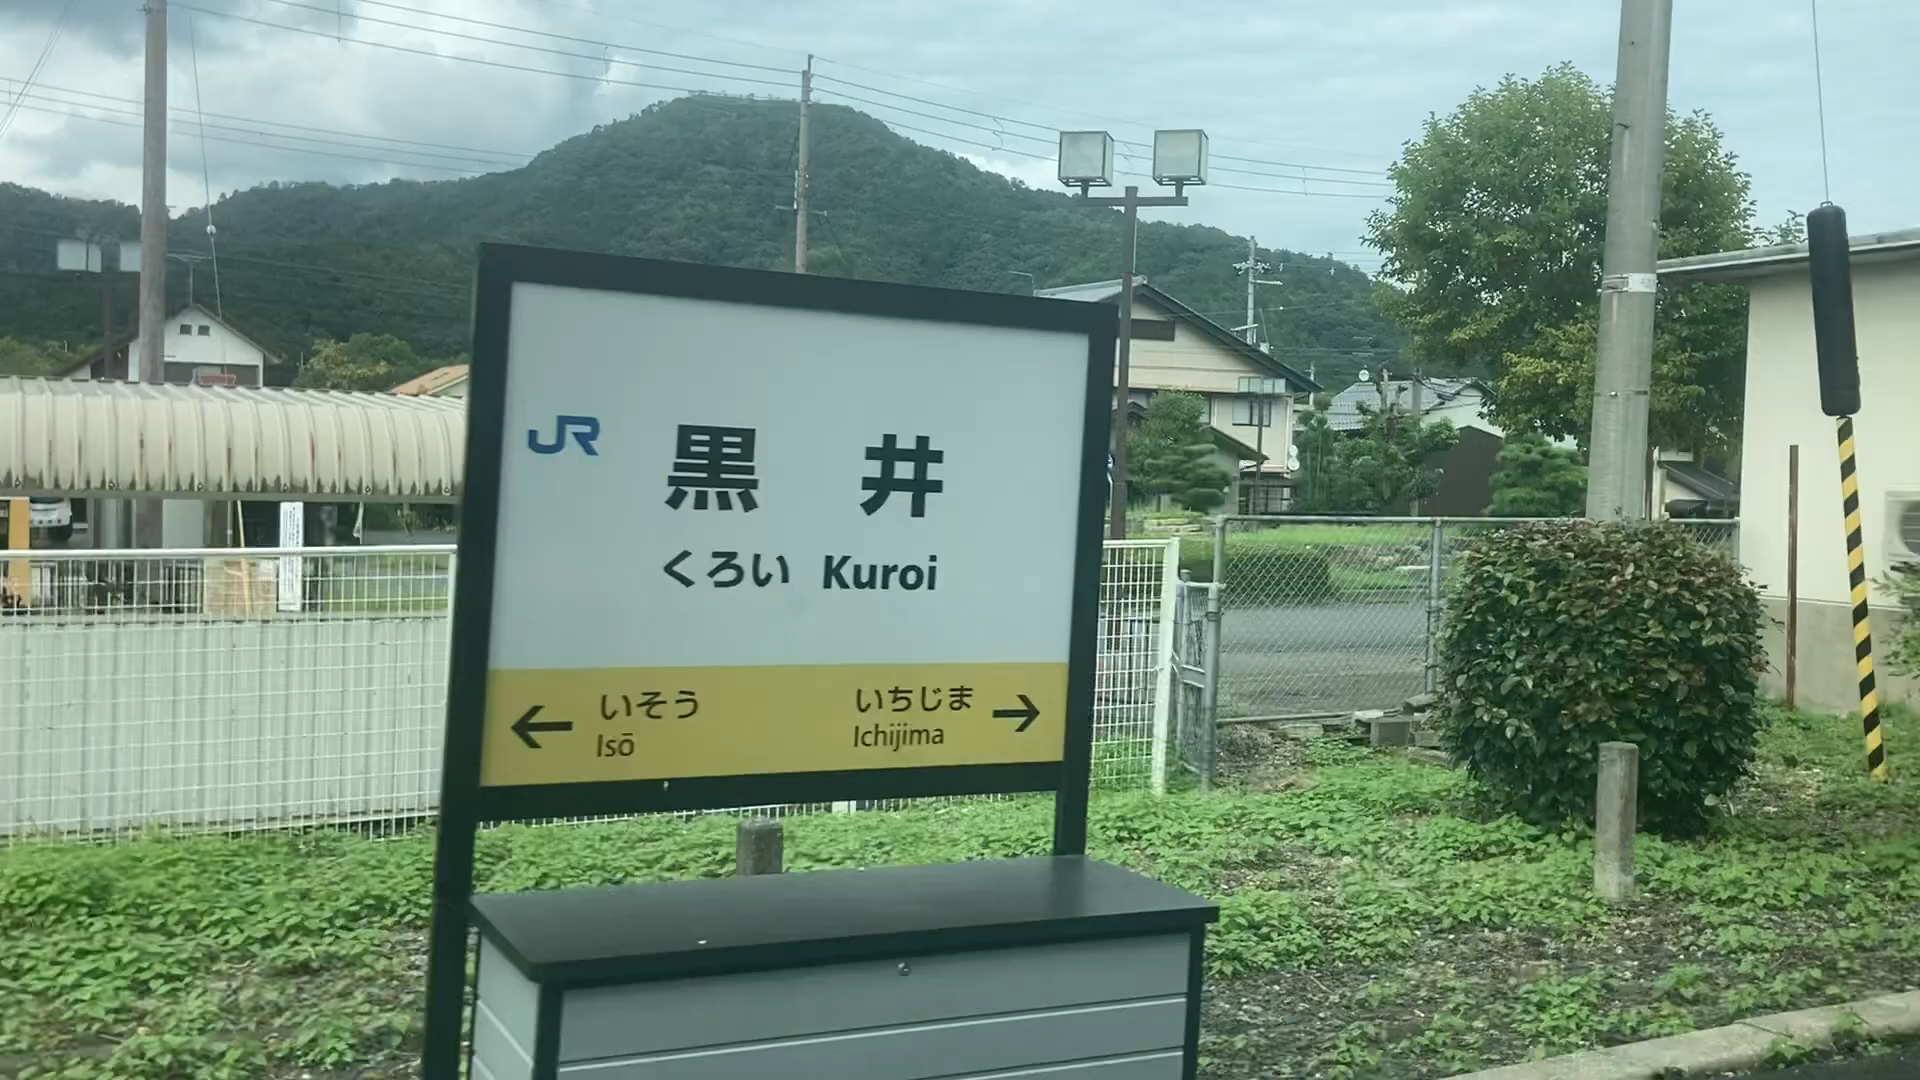 JR
黒井
くろい Kuroi
← いそう
Isō
いちじま →
Ichijima